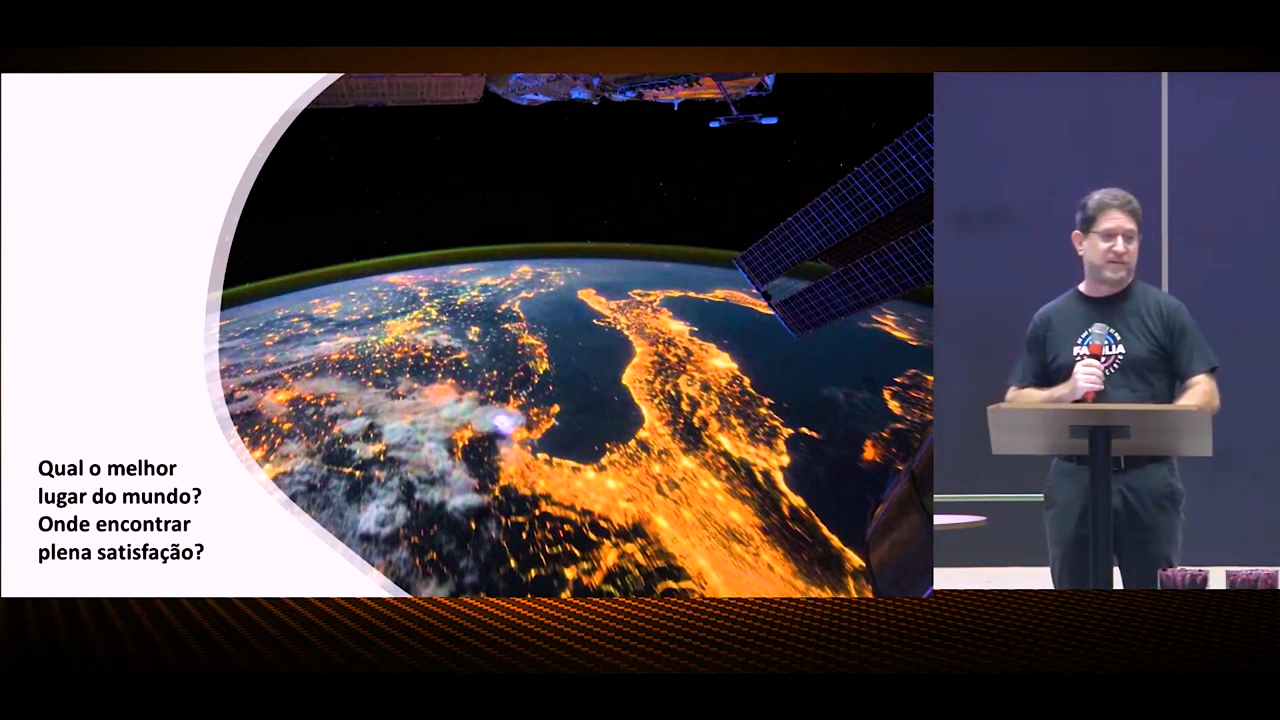 Qual o melhor
lugar do mundo?
Onde encontrar
plena satisfação?